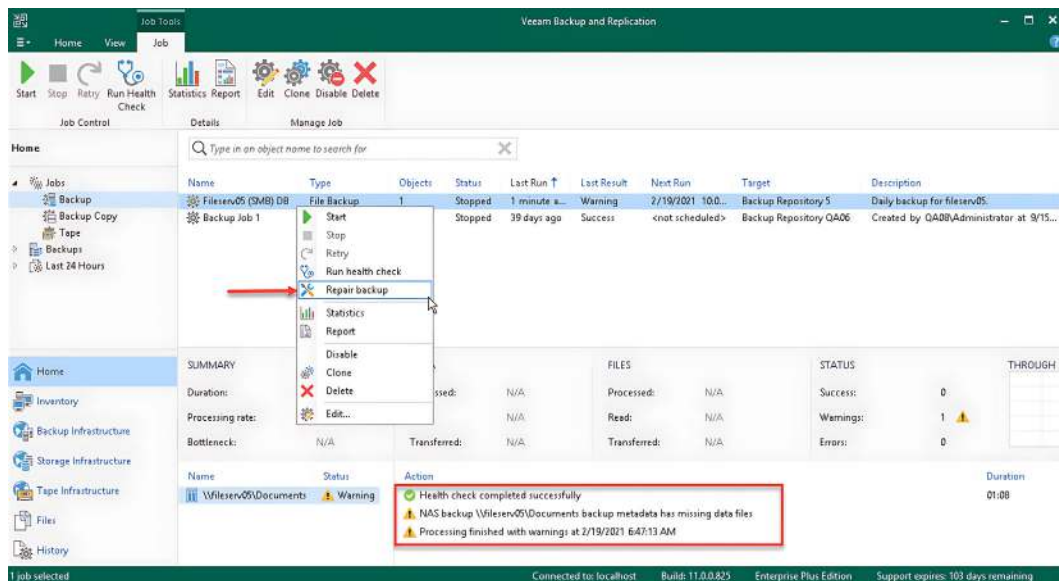 Job Tools
Veeam Backup and Replication
Home View Job
Start Stop Retry Run Health Check Statistics Report Edit Clone Disable Delete
Job Control Details Manage Job
Home
Type in an object name to search for
Jobs
Backup
Backup Copy
Tape
Backups
Last 24 Hours
Name Type Objects Status Last Run Last Result Next Run Target Description
Fileserv05 (SMB) DB File Backup 1 Stopped 1 minute a... Warning 2/19/2021 10:0... Backup Repository 5 Daily backup for fileserv05.
Backup Job 1 Stopped 39 days ago Success <not scheduled> Backup Repository QA06 Created by QA08\Administrator at 9/15...
Start
Stop
Retry
Run health check
Repair backup
Statistics
Report
Disable
Clone
Delete
Edit...
Home
Inventory
Backup Infrastructure
Storage Infrastructure
Tape Infrastructure
Files
History
SUMMARY FILES STATUS THROUGH
Duration: N/A Processed: N/A Success: 0
Processing rate: N/A Read: N/A Warnings: 1
Bottleneck: N/A Transferred: N/A Transferred: N/A Errors: 0
Name Status Action Duration
\\fileserv05\Documents Warning Health check completed successfully 01:08
NAS backup \\fileserv05\Documents backup metadata has missing data files
Processing finished with warnings at 2/19/2021 6:47:13 AM
1 job selected Connected to: localhost Build: 11.0.0.825 Enterprise Plus Edition Support expires: 103 days remaining